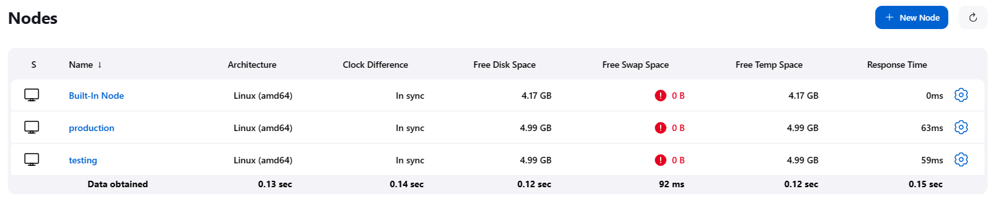 Nodes
+ New Node
S Name ↓ Architecture Clock Difference Free Disk Space Free Swap Space Free Temp Space Response Time
Built-In Node Linux (amd64) In sync 4.17 GB ! 0 B 4.17 GB 0ms
production Linux (amd64) In sync 4.99 GB ! 0 B 4.99 GB 63ms
testing Linux (amd64) In sync 4.99 GB ! 0 B 4.99 GB 59ms
Data obtained 0.13 sec 0.14 sec 0.12 sec 92 ms 0.12 sec 0.15 sec